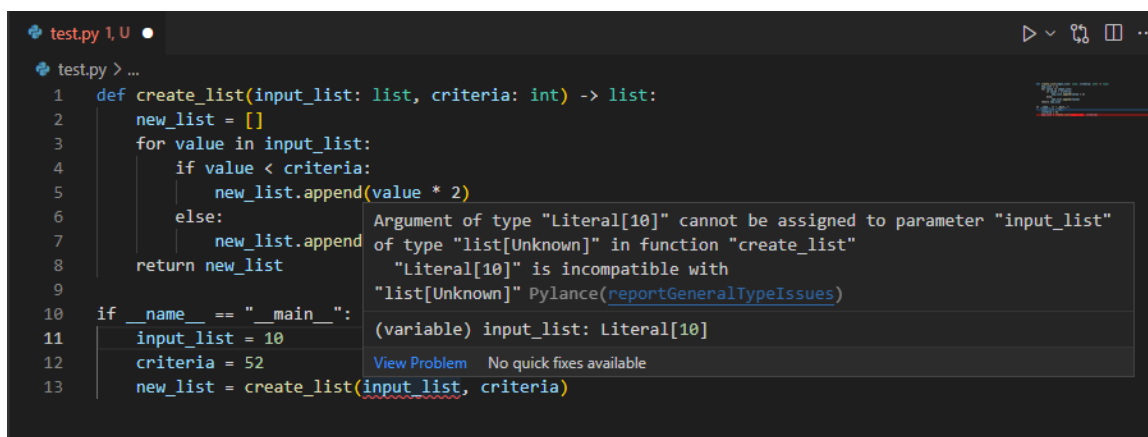 test.py 1, U
test.py > ...
1 def create_list(input_list: list, criteria: int) -> list:
2     new_list = []
3     for value in input_list:
4         if value < criteria:
5             new_list.append(value * 2)
6         else:
7             new_list.append
8     return new_list
9
10 if __name__ == "__main__":
11     input_list = 10
12     criteria = 52
13     new_list = create_list(input_list, criteria)
Argument of type "Literal[10]" cannot be assigned to parameter "input_list"
of type "list[Unknown]" in function "create_list"
  "Literal[10]" is incompatible with
"list[Unknown]" Pylance(reportGeneralTypeIssues)
(variable) input_list: Literal[10]
View Problem No quick fixes available